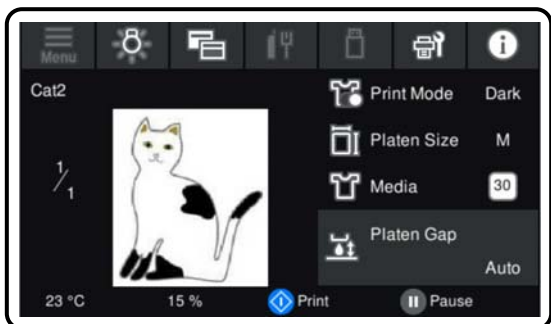 Menu
Cat2
1/1
Print Mode Dark
Platen Size M
Media 30
Platen Gap
Auto
23 °C 15 % Print Pause